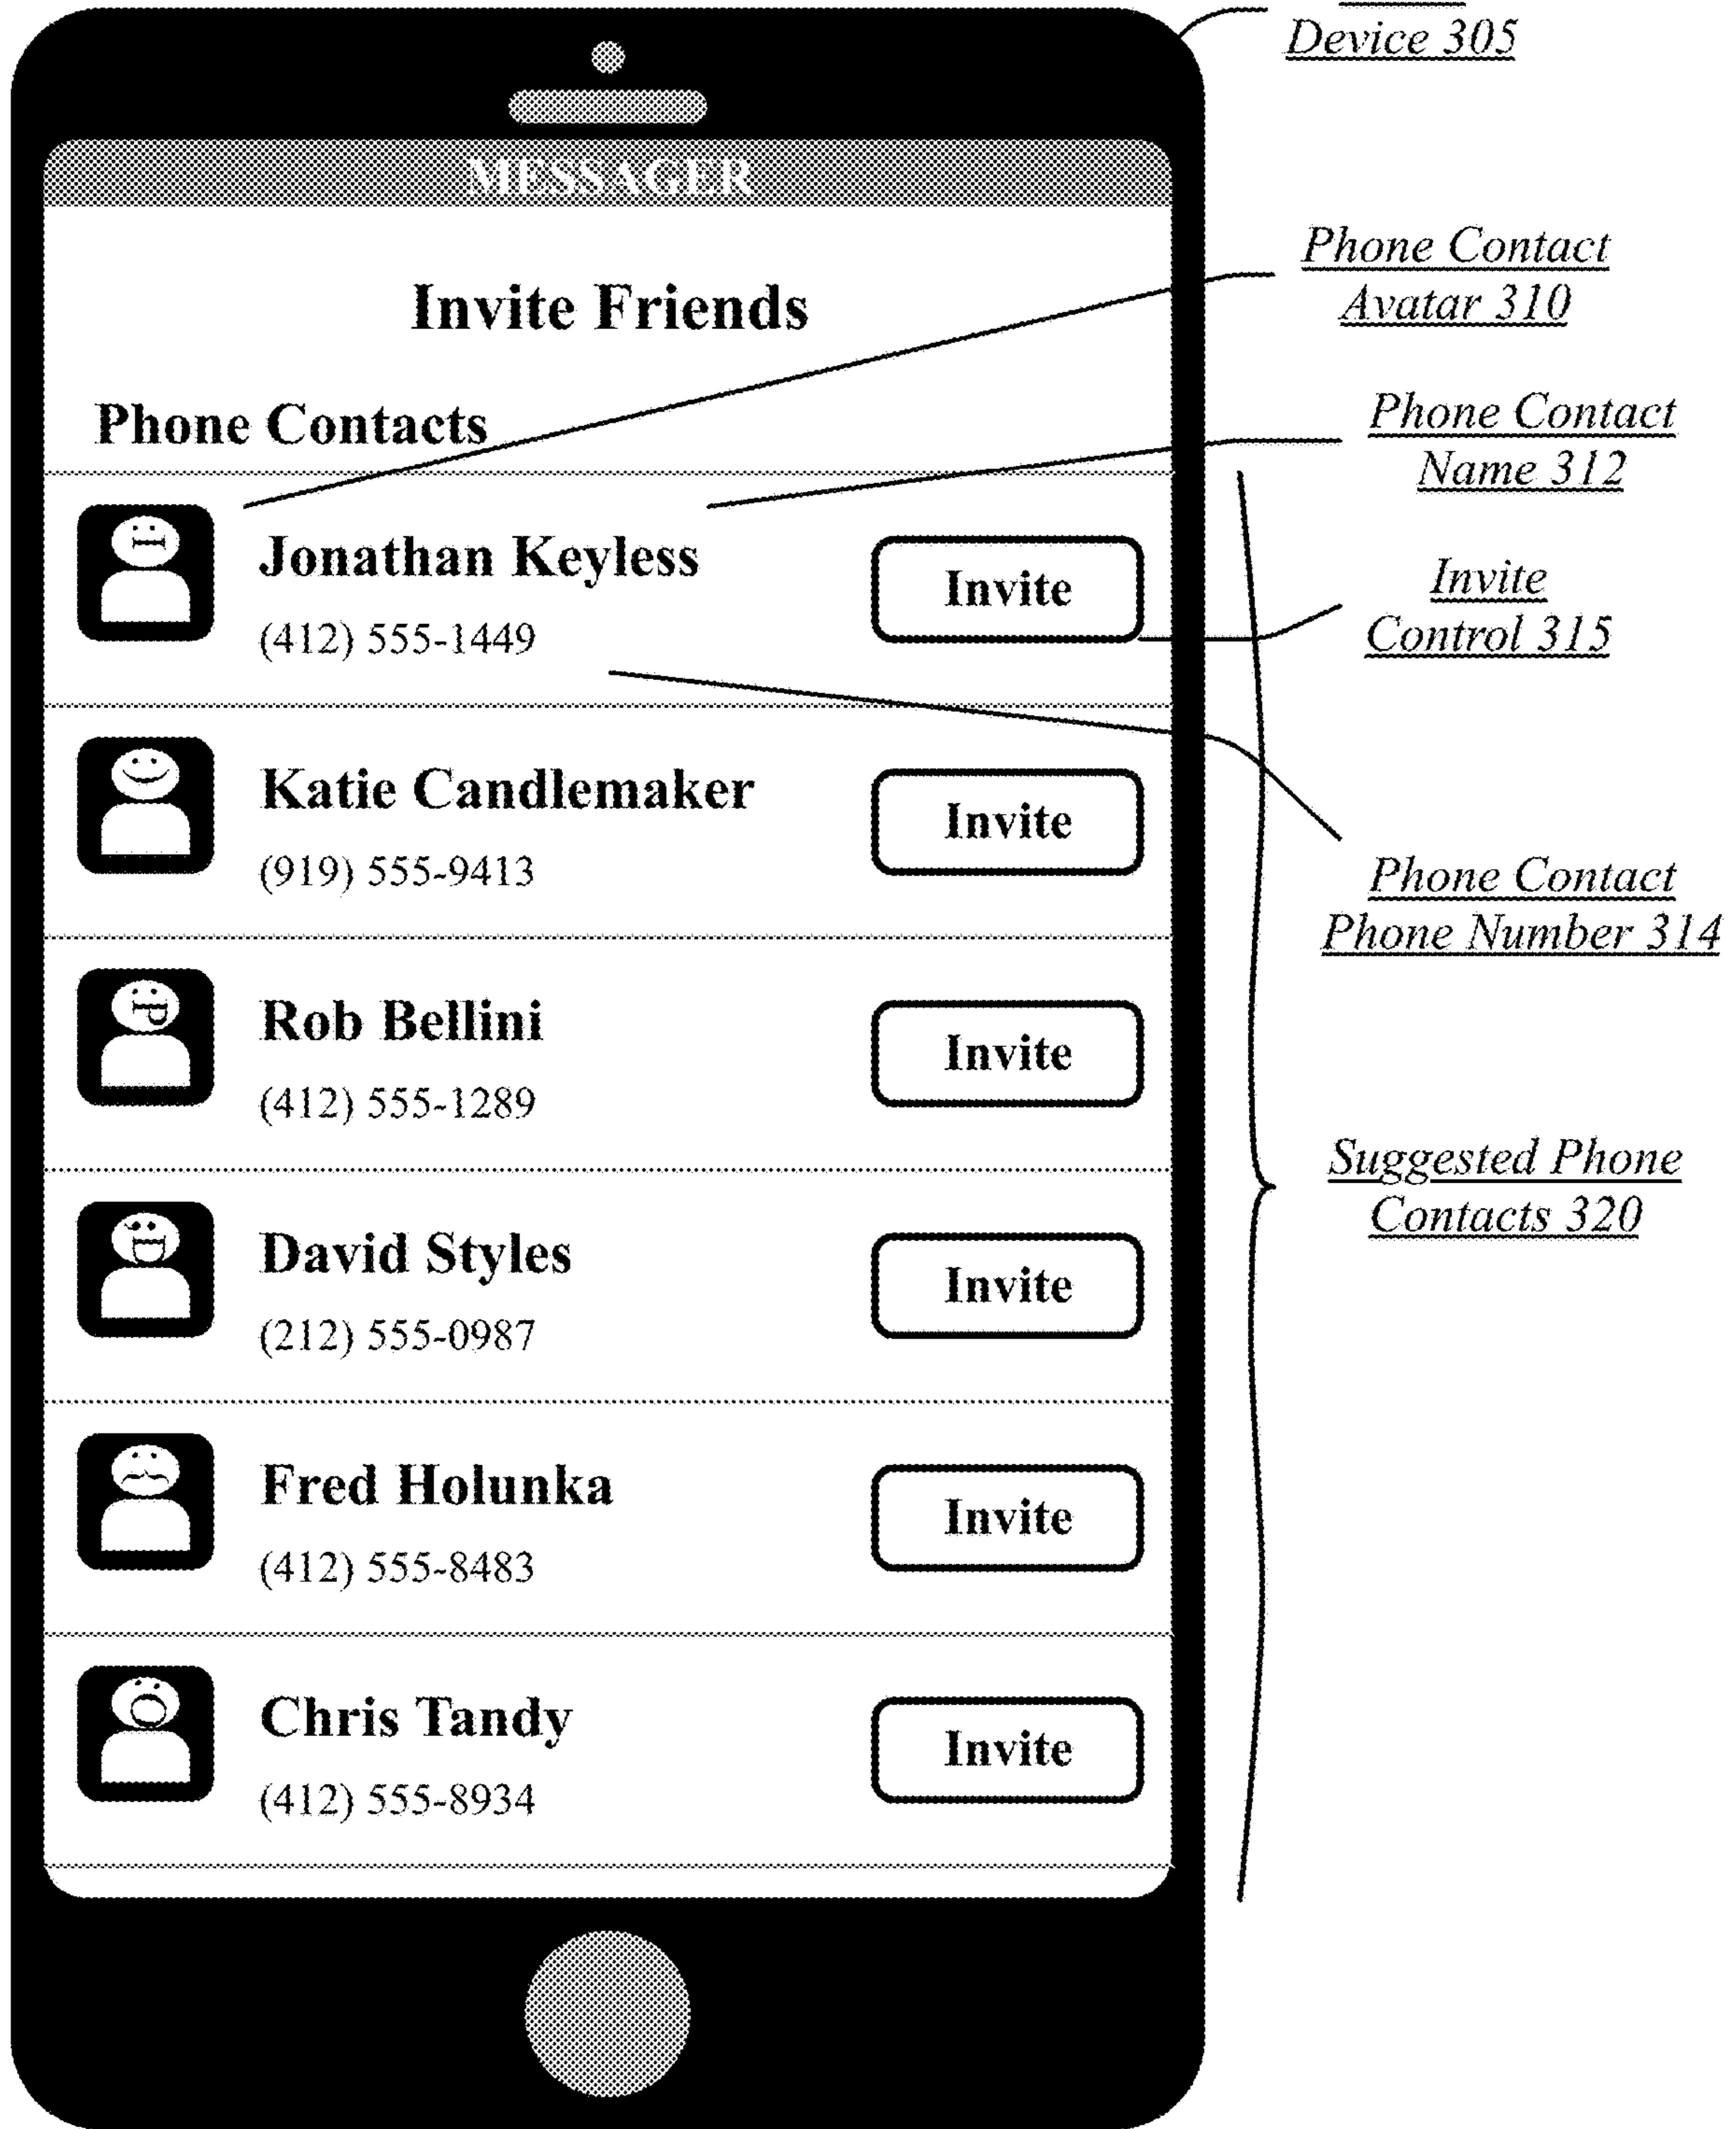 Device 305
MESSAGER
Invite Friends
Phone Contact
Avatar 310
Phone Contacts
Phone Contact
Name 312
Jonathan Keyless
(412) 555-1449
Invite
Invite
Control 315
Katie Candlemaker
(919) 555-9413
Invite
Phone Contact
Phone Number 314
Rob Bellini
(412) 555-1289
Invite
Suggested Phone
Contacts 320
David Styles
(212) 555-0987
Invite
Fred Holunka
(412) 555-8483
Invite
Chris Tandy
(412) 555-8934
Invite